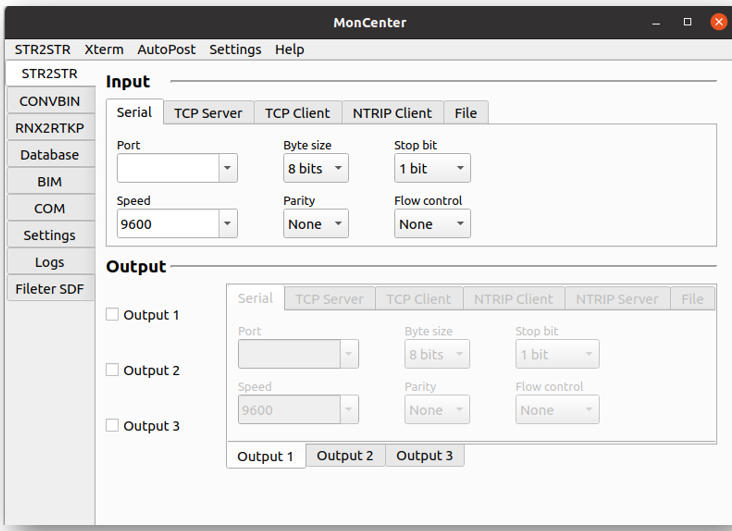 MonCenter
STR2STR Xterm AutoPost Settings Help
STR2STR
CONVBIN
RNX2RTKP
Database
BIM
COM
Settings
Logs
Fileter SDF
Input
Serial TCP Server TCP Client NTRIP Client File
Port Byte size Stop bit
8 bits 1 bit
Speed Parity Flow control
9600 None None
Output
Output 1
Output 2
Output 3
Serial TCP Server TCP Client NTRIP Client NTRIP Server File
Port Byte size Stop bit
8 bits 1 bit
Speed Parity Flow control
9600 None None
Output 1 Output 2 Output 3